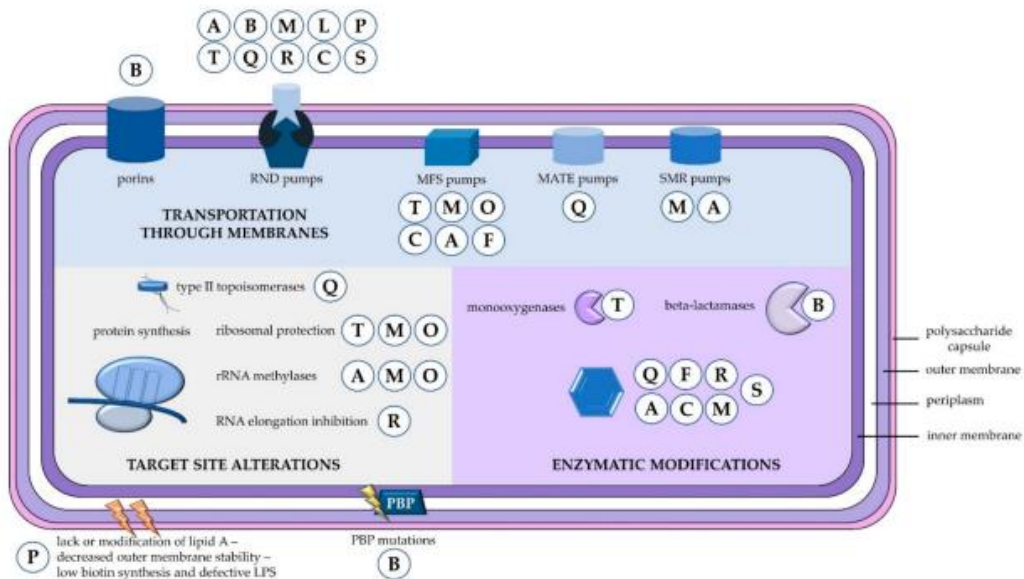 A B M L P
T Q R C S
B
porins
RND pumps
MFS pumps
MATE pumps
SMR pumps
T M O
C A F
Q
M A
TRANSPORTATION
THROUGH MEMBRANES
type II topoisomerases Q
protein synthesis
ribosomal protection T M O
rRNA methylases A M O
RNA elongation inhibition R
TARGET SITE ALTERATIONS
monooxygenases T
beta-lactamases B
Q F R
A C M
S
ENZYMATIC MODIFICATIONS
polysaccharide
capsule
outer membrane
periplasm
inner membrane
P
lack or modification of lipid A –
decreased outer membrane stability –
low biotin synthesis and defective LPS
PBP
PBP mutations
B